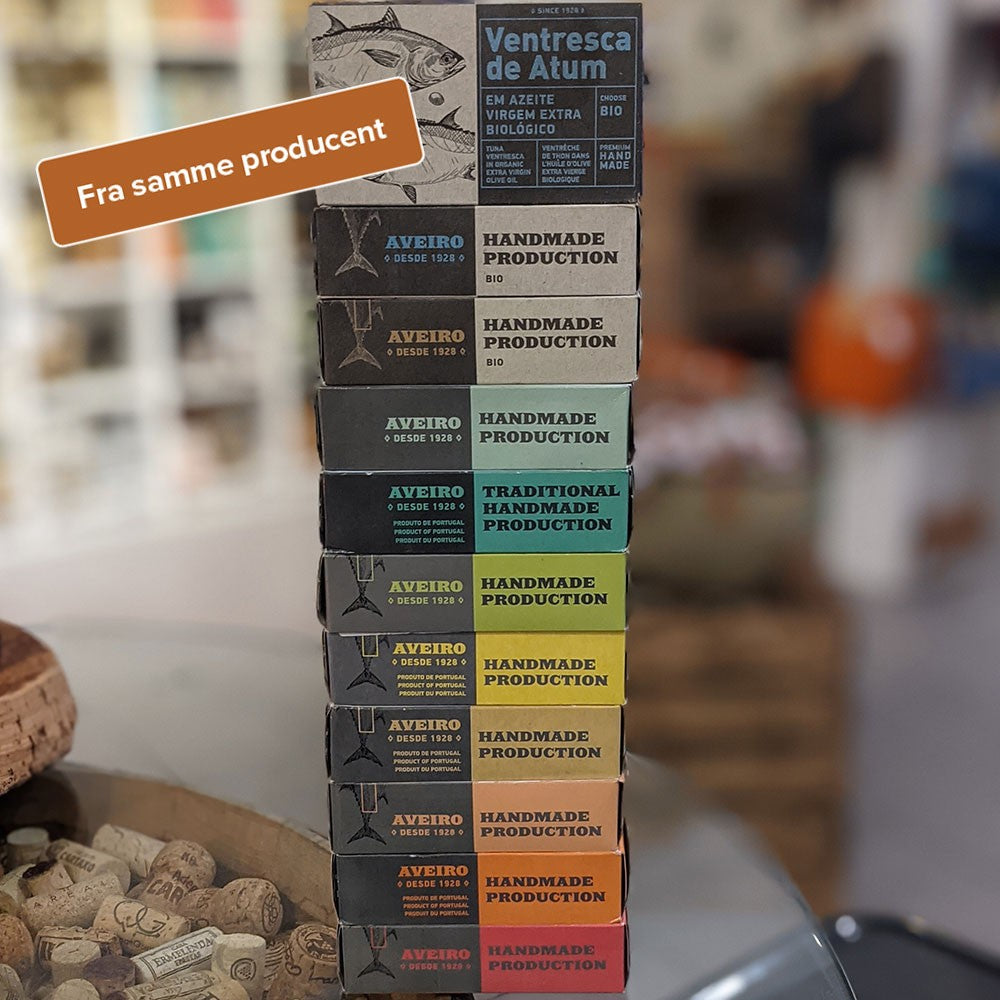 ◊ SINCE 1928 ◊
Ventresca
de Atum
EM AZEITE
VIRGEM EXTRA
BIOLÓGICO
CHOOSE
BIO
TUNA
VENTRESCA
IN ORGANIC
EXTRA VIRGIN
OLIVE OIL
VENTRÈCHE
DE THON DANS
L'HUILE D'OLIVE
EXTRA VIERGE
BIOLOGIQUE
PREMIUM
HAND
MADE
Fra samme producent
AVEIRO
◊ DESDE 1928 ◊
HANDMADE
PRODUCTION
BIO
AVEIRO
◊ DESDE 1928 ◊
HANDMADE
PRODUCTION
BIO
AVEIRO
◊ DESDE 1928 ◊
HANDMADE
PRODUCTION
AVEIRO
◊ DESDE 1928 ◊
PRODUTO DE PORTUGAL
PRODUCT OF PORTUGAL
PRODUIT DU PORTUGAL
TRADITIONAL
HANDMADE
PRODUCTION
AVEIRO
◊ DESDE 1928 ◊
HANDMADE
PRODUCTION
AVEIRO
◊ DESDE 1928 ◊
PRODUTO DE PORTUGAL
PRODUCT OF PORTUGAL
PRODUIT DU PORTUGAL
HANDMADE
PRODUCTION
AVEIRO
◊ DESDE 1928 ◊
PRODUTO DE PORTUGAL
PRODUCT OF PORTUGAL
PRODUIT DU PORTUGAL
HANDMADE
PRODUCTION
AVEIRO
◊ DESDE 1928 ◊
HANDMADE
PRODUCTION
AVEIRO
◊ DESDE 1928 ◊
PRODUTO DE PORTUGAL
PRODUCT OF PORTUGAL
PRODUIT DU PORTUGAL
HANDMADE
PRODUCTION
AVEIRO
◊ DESDE 1928 ◊
HANDMADE
PRODUCTION
CARTAXO
ERMELINDA
FREITAS